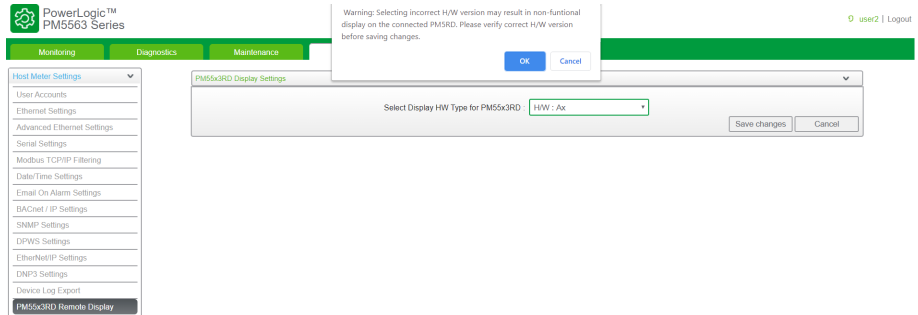 PowerLogic™
PM5563 Series
Warning: Selecting incorrect H/W version may result in non-funtional
display on the connected PM5RD. Please verify correct H/W version
before saving changes.
OK Cancel
user2 | Logout
Monitoring Diagnostics Maintenance
Host Meter Settings
User Accounts
Ethernet Settings
Advanced Ethernet Settings
Serial Settings
Modbus TCP/IP Filtering
Date/Time Settings
Email On Alarm Settings
BACnet / IP Settings
SNMP Settings
DPWS Settings
EtherNet/IP Settings
DNP3 Settings
Device Log Export
PM55x3RD Remote Display
PM55x3RD Display Settings
Select Display HW Type for PM55x3RD : H/W : Ax
Save changes Cancel